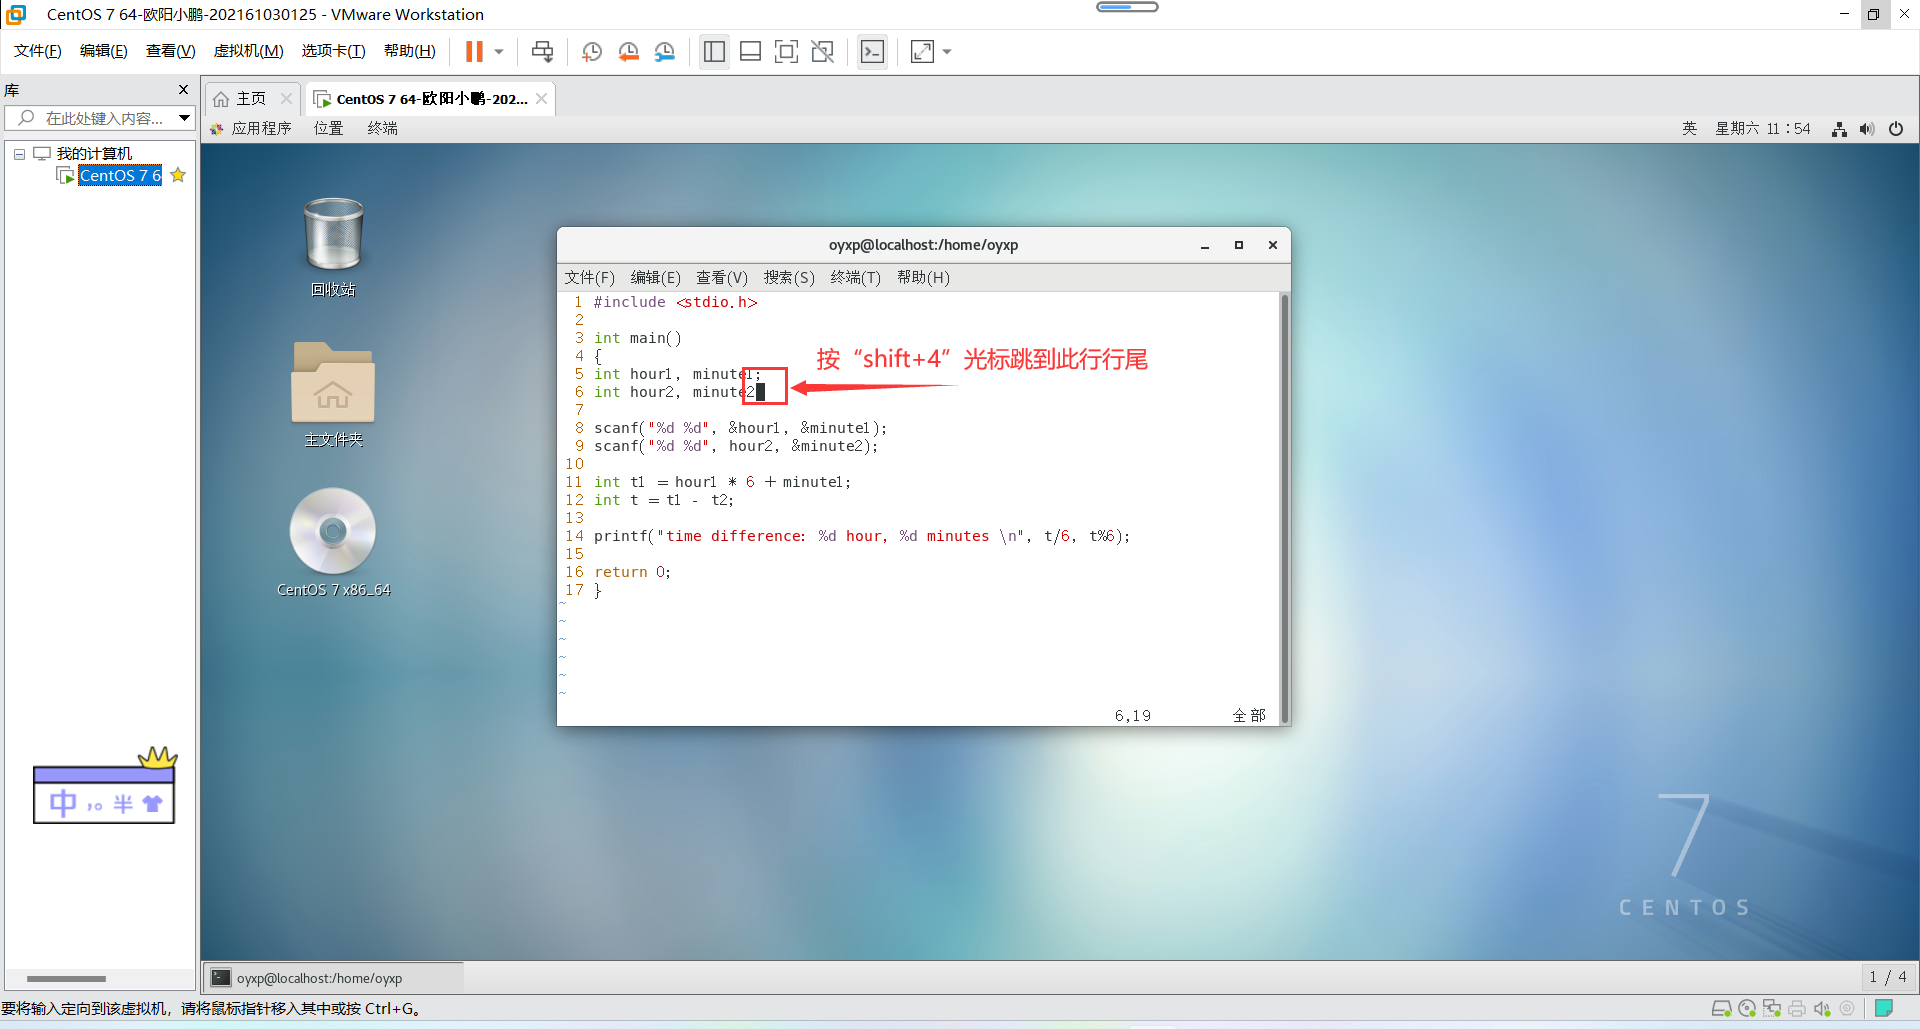 CentOS 7 64-欧阳小鹏-202161030125 - VMware Workstation
文件(F) 编辑(E) 查看(V) 虚拟机(M) 选项卡(T) 帮助(H)
库
在此处键入内容...
我的计算机
CentOS 7 6
主页
CentOS 7 64-欧阳小鹏-202...
应用程序 位置 终端
英 星期六 11:54
回收站
主文件夹
CentOS 7 x86_64
oyxp@localhost:/home/oyxp
文件(F) 编辑(E) 查看(V) 搜索(S) 终端(T) 帮助(H)
1 #include <stdio.h>
2
3 int main()
4 {
5 int hour1, minute1;
6 int hour2, minute2
7
8 scanf("%d %d", &hour1, &minute1);
9 scanf("%d %d", hour2, &minute2);
10
11 int t1 = hour1 * 6 + minute1;
12 int t = t1 - t2;
13
14 printf("time difference: %d hour, %d minutes \n", t/6, t%6);
15
16 return 0;
17 }
~
~
~
~
~
~
6,19 全部
按“shift+4”光标跳到此行行尾
中 ,。半
7
CENTOS
oyxp@localhost:/home/oyxp
1 / 4
要将输入定向到该虚拟机，请将鼠标指针移入其中或按 Ctrl+G。